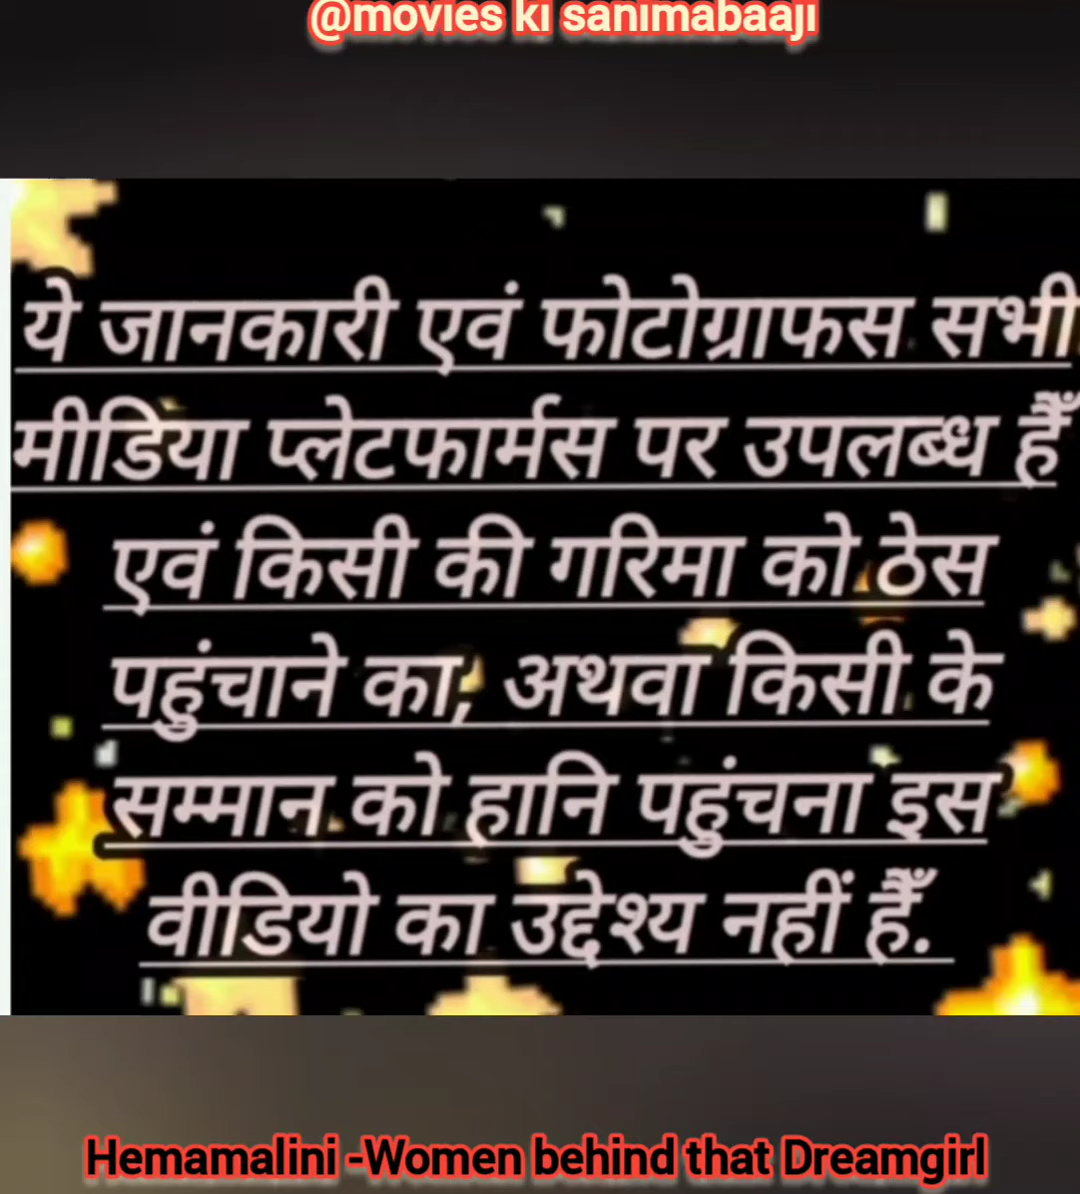 @movies ki sanimabaaji
ये जानकारी एवं फोटोग्राफस सभी
मीडिया प्लेटफार्मस पर उपलब्ध हैँ
एवं किसी की गरिमा को ठेस
पहुंचाने का, अथवा किसी के
सम्मान को हानि पहुंचना इस
वीडियो का उद्देश्य नहीं हैँ.
Hemamalini -Women behind that Dreamgirl